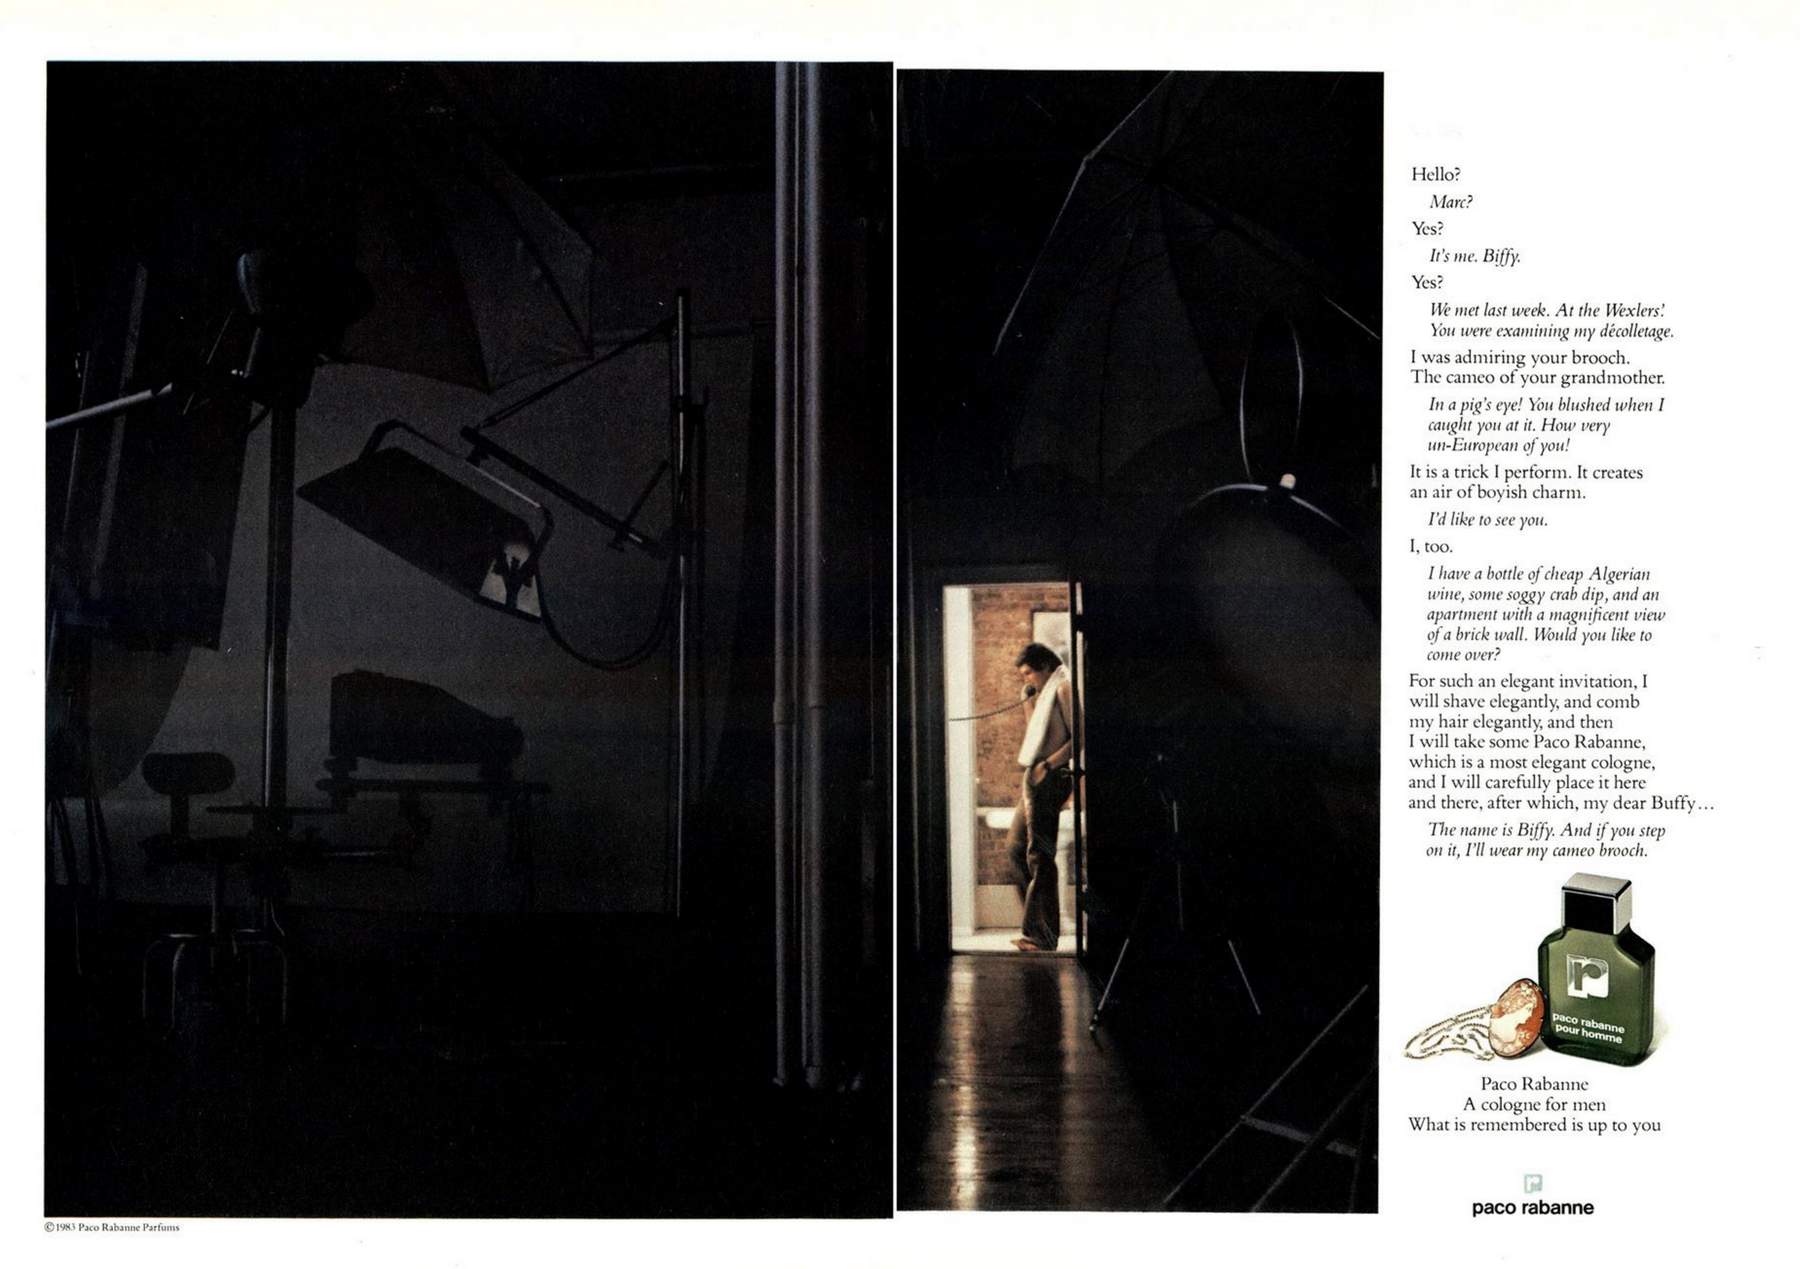 Hello?
Marc?
Yes?
It's me. Biffy.
Yes?
We met last week. At the Wexlers!
You were examining my décolletage.
I was admiring your brooch.
The cameo of your grandmother.
In a pig's eye! You blushed when I
caught you at it. How very
un-European of you!
It is a trick I perform. It creates
an air of boyish charm.
I'd like to see you.
I, too.
I have a bottle of cheap Algerian
wine, some soggy crab dip, and an
apartment with a magnificent view
of a brick wall. Would you like to
come over?
For such an elegant invitation, I
will shave elegantly, and comb
my hair elegantly, and then
I will take some Paco Rabanne,
which is a most elegant cologne,
and I will carefully place it here
and there, after which, my dear Buffy...
The name is Biffy. And if you step
on it, I'll wear my cameo brooch.
r
paco rabanne
pour homme
Paco Rabanne
A cologne for men
What is remembered is up to you
r
paco rabanne
©1983 Paco Rabanne Parfums